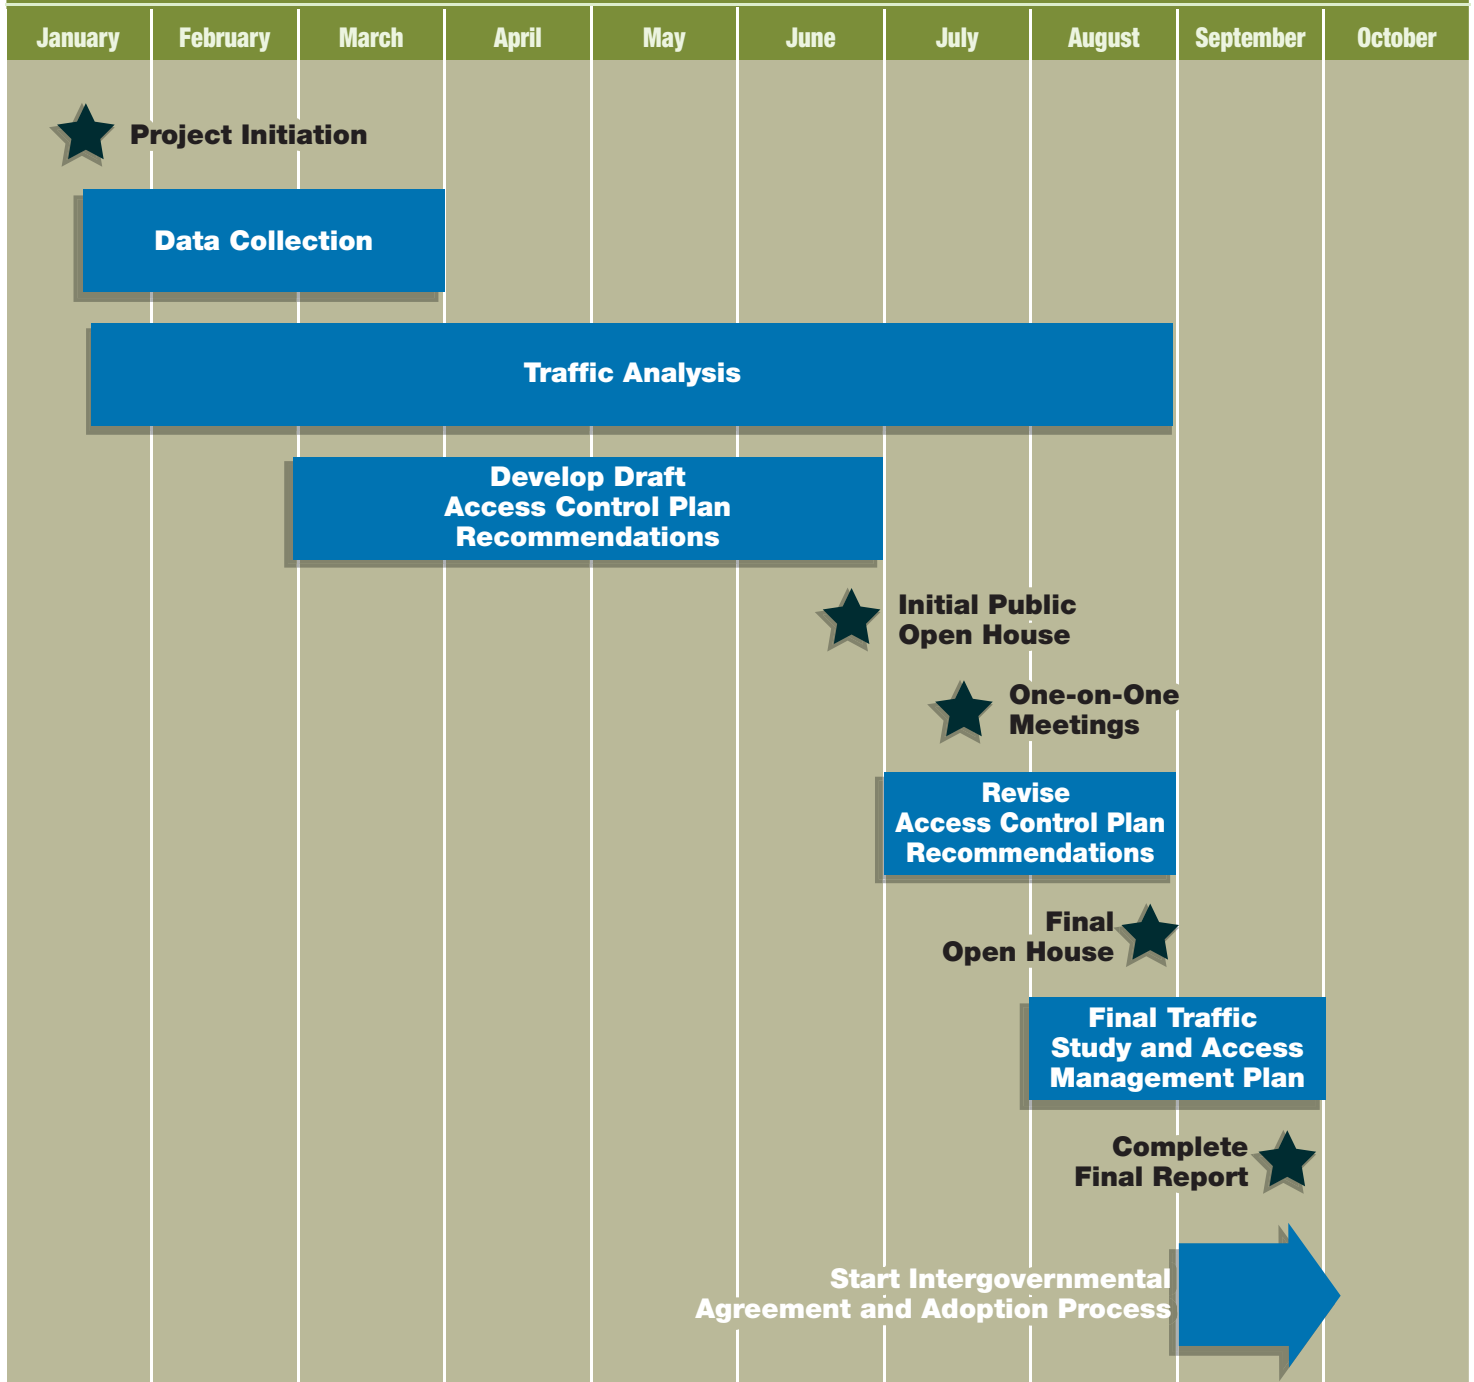 January February March April May June July August September October
Project Initiation
Data Collection
Traffic Analysis
Develop Draft
Access Control Plan
Recommendations
Initial Public
Open House
One-on-One
Meetings
Revise
Access Control Plan
Recommendations
Final
Open House
Final Traffic
Study and Access
Management Plan
Complete
Final Report
Start Intergovernmental
Agreement and Adoption Process